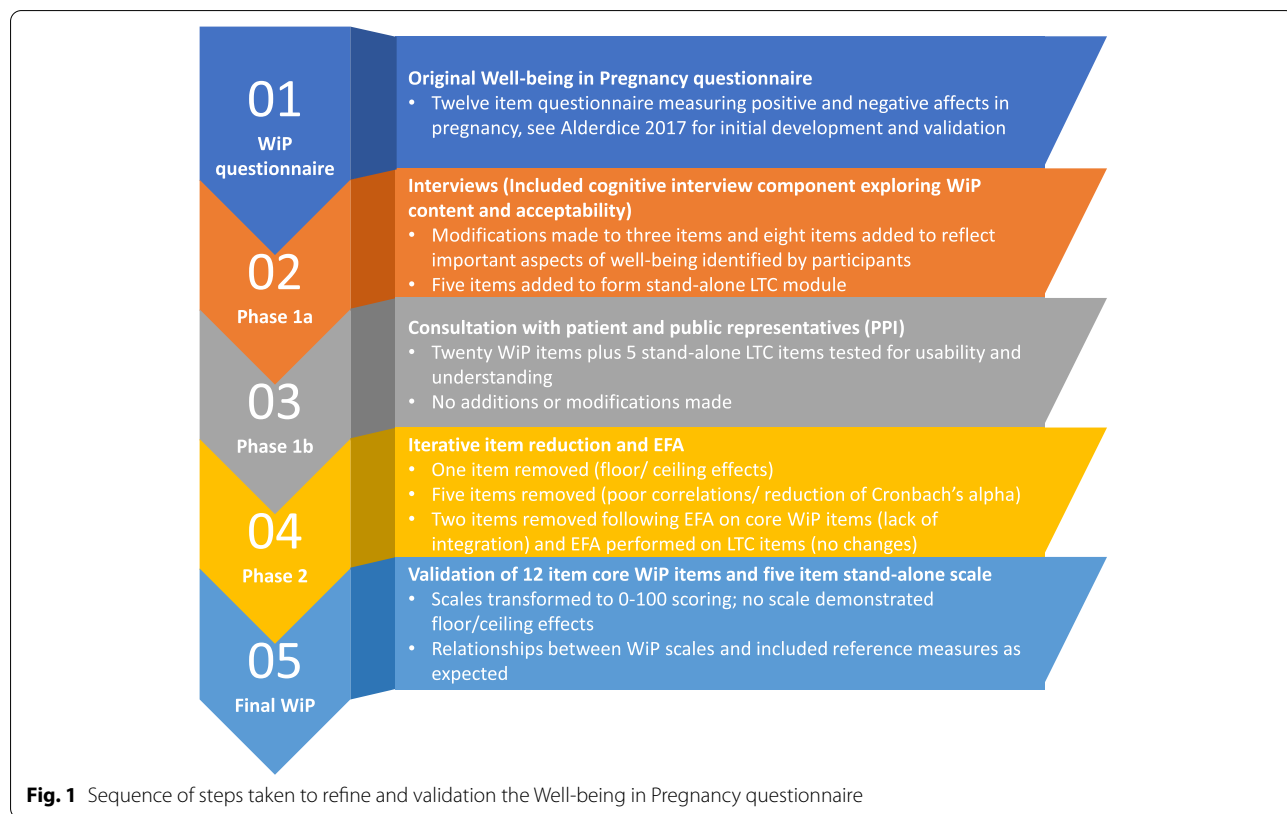 01
WiP
questionnaire
Original Well-being in Pregnancy questionnaire
• Twelve item questionnaire measuring positive and negative affects in
pregnancy, see Alderdice 2017 for initial development and validation
02
Phase 1a
Interviews (Included cognitive interview component exploring WiP
content and acceptability)
• Modifications made to three items and eight items added to reflect
important aspects of well-being identified by participants
• Five items added to form stand-alone LTC module
03
Phase 1b
Consultation with patient and public representatives (PPI)
• Twenty WiP items plus 5 stand-alone LTC items tested for usability and
understanding
• No additions or modifications made
04
Phase 2
Iterative item reduction and EFA
• One item removed (floor/ ceiling effects)
• Five items removed (poor correlations/ reduction of Cronbach's alpha)
• Two items removed following EFA on core WiP items (lack of
integration) and EFA performed on LTC items (no changes)
05
Final WiP
Validation of 12 item core WiP items and five item stand-alone scale
• Scales transformed to 0-100 scoring; no scale demonstrated
floor/ceiling effects
• Relationships between WiP scales and included reference measures as
expected
Fig. 1 Sequence of steps taken to refine and validation the Well-being in Pregnancy questionnaire